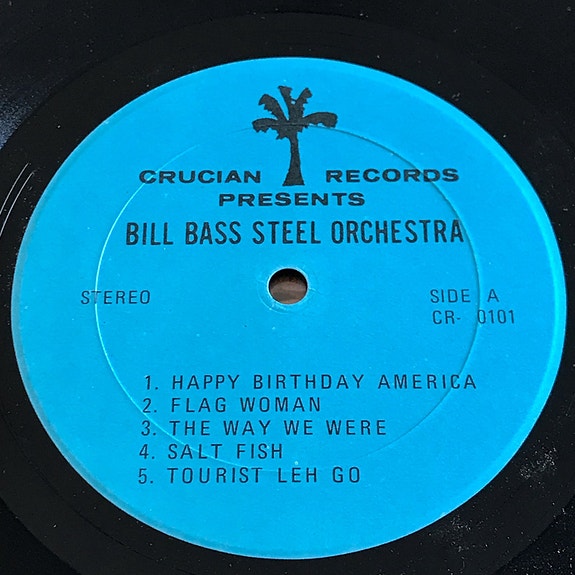 CRUCIAN RECORDS
PRESENTS
BILL BASS STEEL ORCHESTRA
STEREO
SIDE A
CR- 0101
1. HAPPY BIRTHDAY AMERICA
2. FLAG WOMAN
3. THE WAY WE WERE
4. SALT FISH
5. TOURIST LEH GO